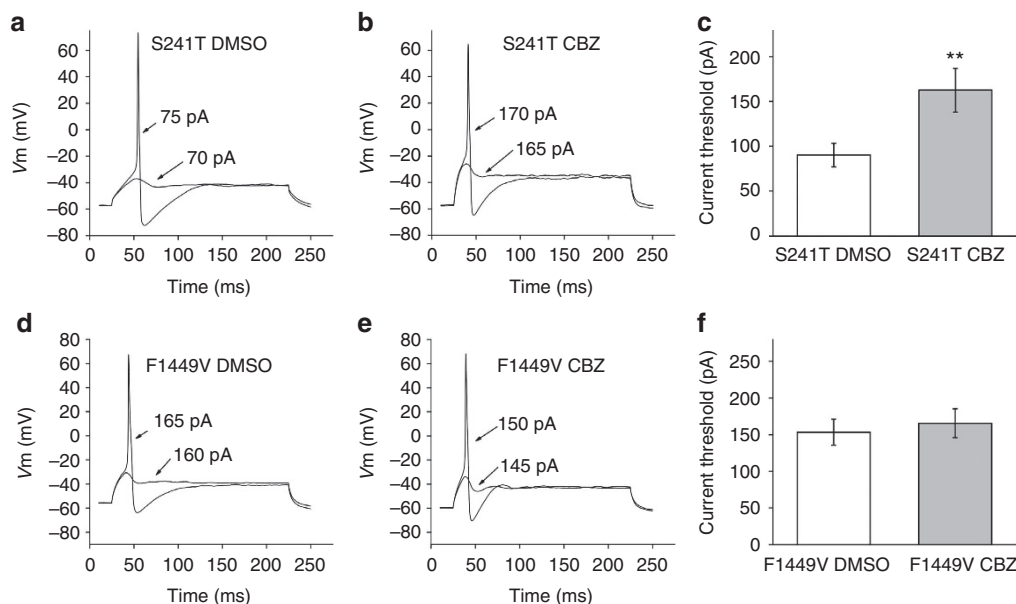 a
S241T DMSO
Vm (mV)
60
40
20
0
–20
–40
–60
–80
75 pA
70 pA
0 50 100 150 200 250
Time (ms)
b
S241T CBZ
Vm (mV)
60
40
20
0
–20
–40
–60
–80
170 pA
165 pA
0 50 100 150 200 250
Time (ms)
c
Current threshold (pA)
200
150
100
50
0
**
S241T DMSO S241T CBZ
d
F1449V DMSO
Vm (mV)
80
60
40
20
0
–20
–40
–60
–80
165 pA
160 pA
0 50 100 150 200 250
Time (ms)
e
F1449V CBZ
Vm (mV)
80
60
40
20
0
–20
–40
–60
–80
150 pA
145 pA
0 50 100 150 200 250
Time (ms)
f
Current threshold (pA)
250
200
150
100
50
0
F1449V DMSO F1449V CBZ